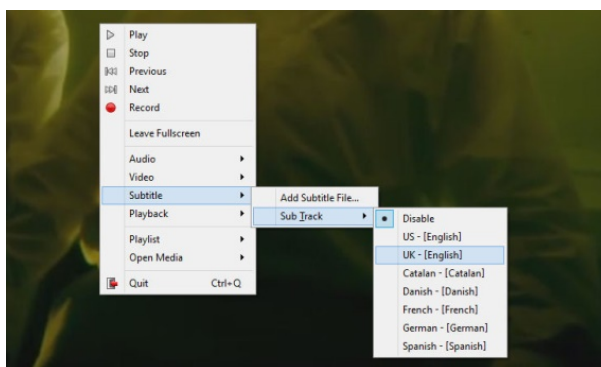 Play
Stop
Previous
Next
Record
Leave Fullscreen
Audio
Video
Subtitle
Playback
Playlist
Open Media
Quit Ctrl+Q
Add Subtitle File...
Sub Track
Disable
US - [English]
UK - [English]
Catalan - [Catalan]
Danish - [Danish]
French - [French]
German - [German]
Spanish - [Spanish]